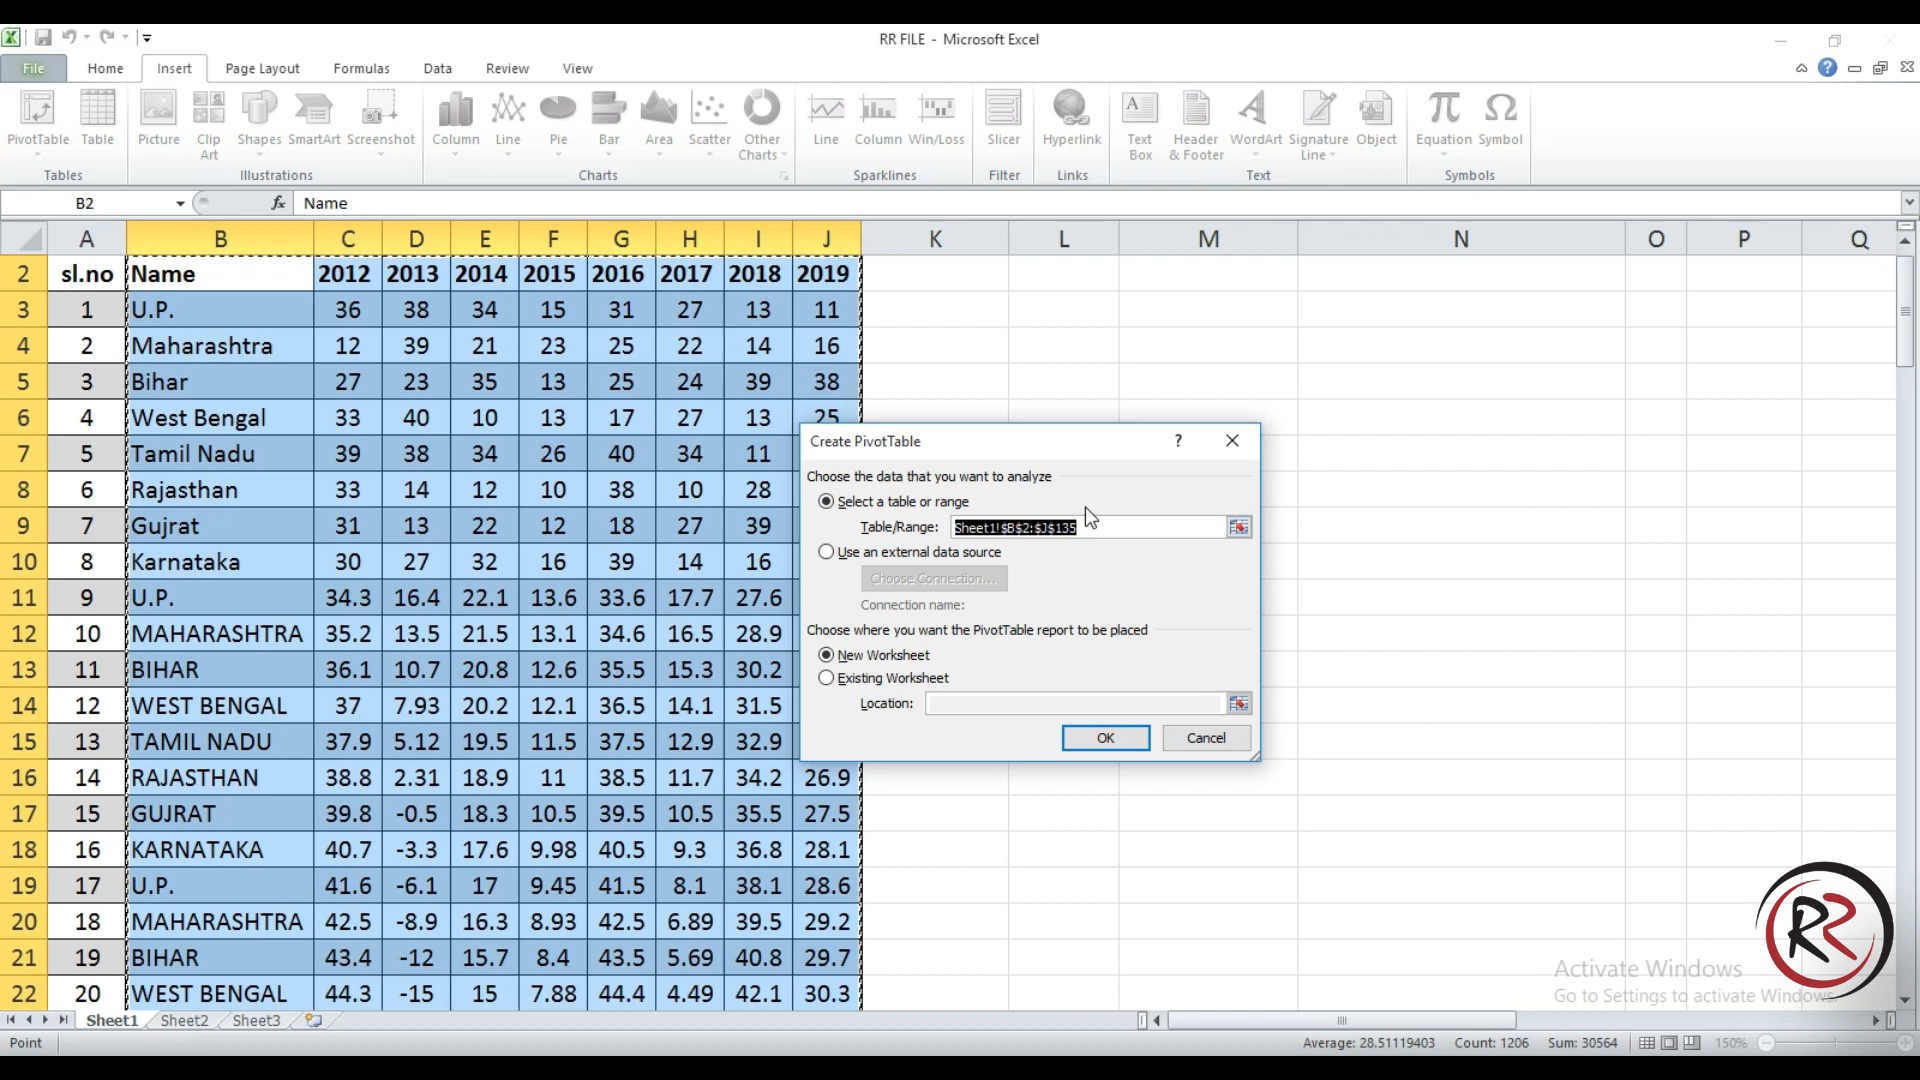 RR FILE - Microsoft Excel
File Home Insert Page Layout Formulas Data Review View
PivotTable Table Picture Clip Art Shapes SmartArt Screenshot Column Line Pie Bar Area Scatter Other Charts Line Column Win/Loss Slicer Hyperlink Text Box Header & Footer WordArt Signature Line Object Equation Symbol
Tables Illustrations Charts Sparklines Filter Links Text Symbols
B2 fx Name
A B C D E F G H I J K L M N O P Q
2 sl.no Name 2012 2013 2014 2015 2016 2017 2018 2019
3 1 U.P. 36 38 34 15 31 27 13 11
4 2 Maharashtra 12 39 21 23 25 22 14 16
5 3 Bihar 27 23 35 13 25 24 39 38
6 4 West Bengal 33 40 10 13 17 27 13 25
7 5 Tamil Nadu 39 38 34 26 40 34 11
8 6 Rajasthan 33 14 12 10 38 10 28
9 7 Gujrat 31 13 22 12 18 27 39
10 8 Karnataka 30 27 32 16 39 14 16
11 9 U.P. 34.3 16.4 22.1 13.6 33.6 17.7 27.6
12 10 MAHARASHTRA 35.2 13.5 21.5 13.1 34.6 16.5 28.9
13 11 BIHAR 36.1 10.7 20.8 12.6 35.5 15.3 30.2
14 12 WEST BENGAL 37 7.93 20.2 12.1 36.5 14.1 31.5
15 13 TAMIL NADU 37.9 5.12 19.5 11.5 37.5 12.9 32.9
16 14 RAJASTHAN 38.8 2.31 18.9 11 38.5 11.7 34.2 26.9
17 15 GUJRAT 39.8 -0.5 18.3 10.5 39.5 10.5 35.5 27.5
18 16 KARNATAKA 40.7 -3.3 17.6 9.98 40.5 9.3 36.8 28.1
19 17 U.P. 41.6 -6.1 17 9.45 41.5 8.1 38.1 28.6
20 18 MAHARASHTRA 42.5 -8.9 16.3 8.93 42.5 6.89 39.5 29.2
21 19 BIHAR 43.4 -12 15.7 8.4 43.5 5.69 40.8 29.7
22 20 WEST BENGAL 44.3 -15 15 7.88 44.4 4.49 42.1 30.3
Create PivotTable ?
Choose the data that you want to analyze
Select a table or range
Table/Range: Sheet1!$B$2:$J$135
Use an external data source
Choose Connection...
Connection name:
Choose where you want the PivotTable report to be placed
New Worksheet
Existing Worksheet
Location:
OK Cancel
RR
Activate Windows
Go to Settings to activate Windows.
Sheet1 Sheet2 Sheet3
Point Average: 28.51119403 Count: 1206 Sum: 30564 150%